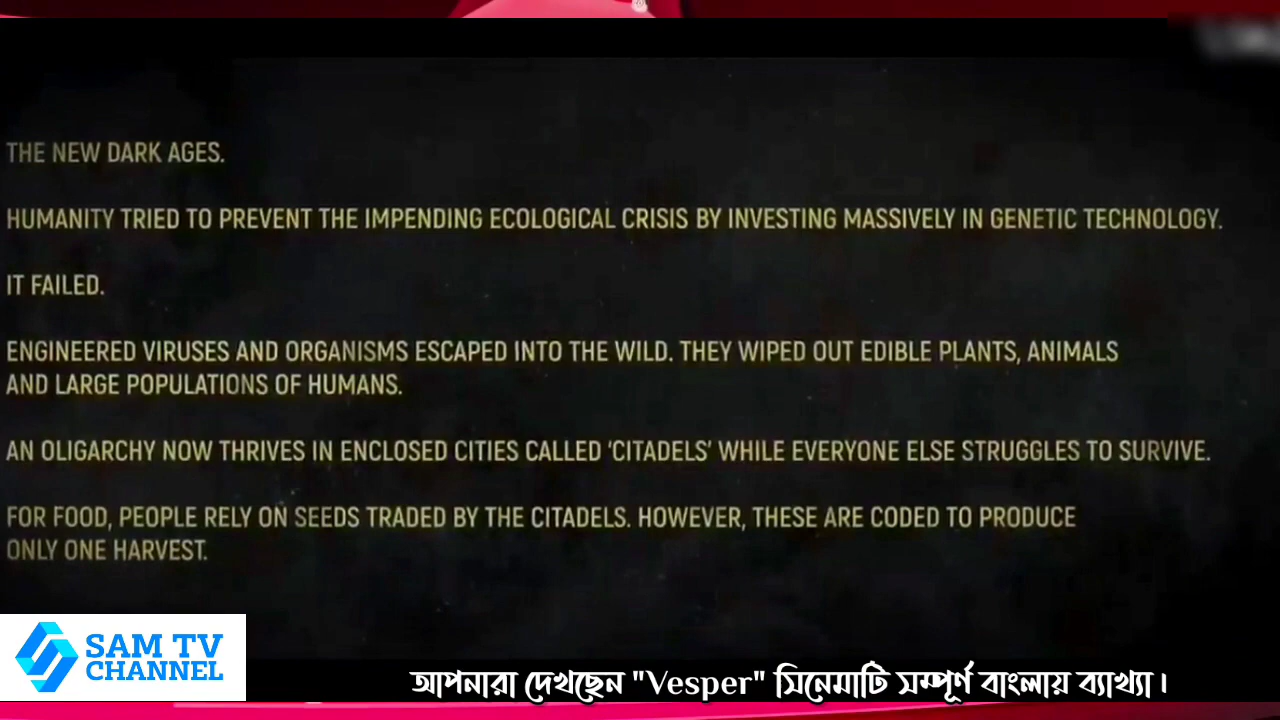 THE NEW DARK AGES.
HUMANITY TRIED TO PREVENT THE IMPENDING ECOLOGICAL CRISIS BY INVESTING MASSIVELY IN GENETIC TECHNOLOGY.
IT FAILED.
ENGINEERED VIRUSES AND ORGANISMS ESCAPED INTO THE WILD. THEY WIPED OUT EDIBLE PLANTS, ANIMALS
AND LARGE POPULATIONS OF HUMANS.
AN OLIGARCHY NOW THRIVES IN ENCLOSED CITIES CALLED ‘CITADELS’ WHILE EVERYONE ELSE STRUGGLES TO SURVIVE.
FOR FOOD, PEOPLE RELY ON SEEDS TRADED BY THE CITADELS. HOWEVER, THESE ARE CODED TO PRODUCE
ONLY ONE HARVEST.
SAM TV
CHANNEL
আপনারা দেখছেন "Vesper" সিনেমাটি সম্পূর্ণ বাংলায় ব্যাখ্যা।